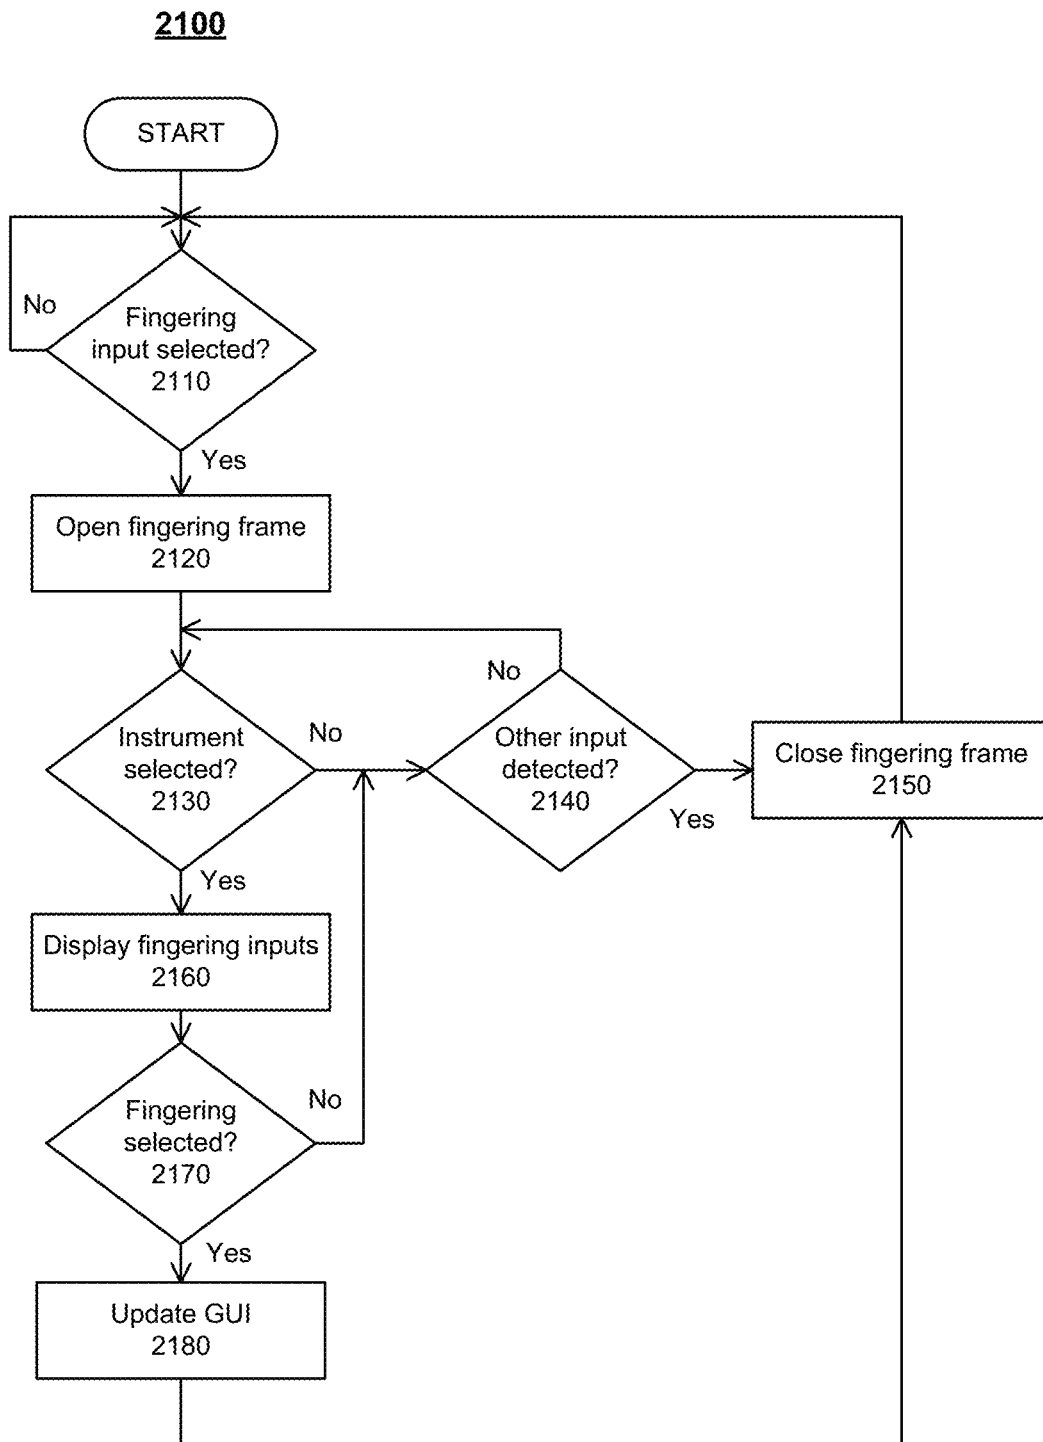 2100
START
No
Fingering
input selected?
2110
Yes
Open fingering frame
2120
No
Instrument
selected?
2130
No
Other input
detected?
2140
Yes
Close fingering frame
2150
Yes
Display fingering inputs
2160
Fingering
selected?
2170
No
Yes
Update GUI
2180